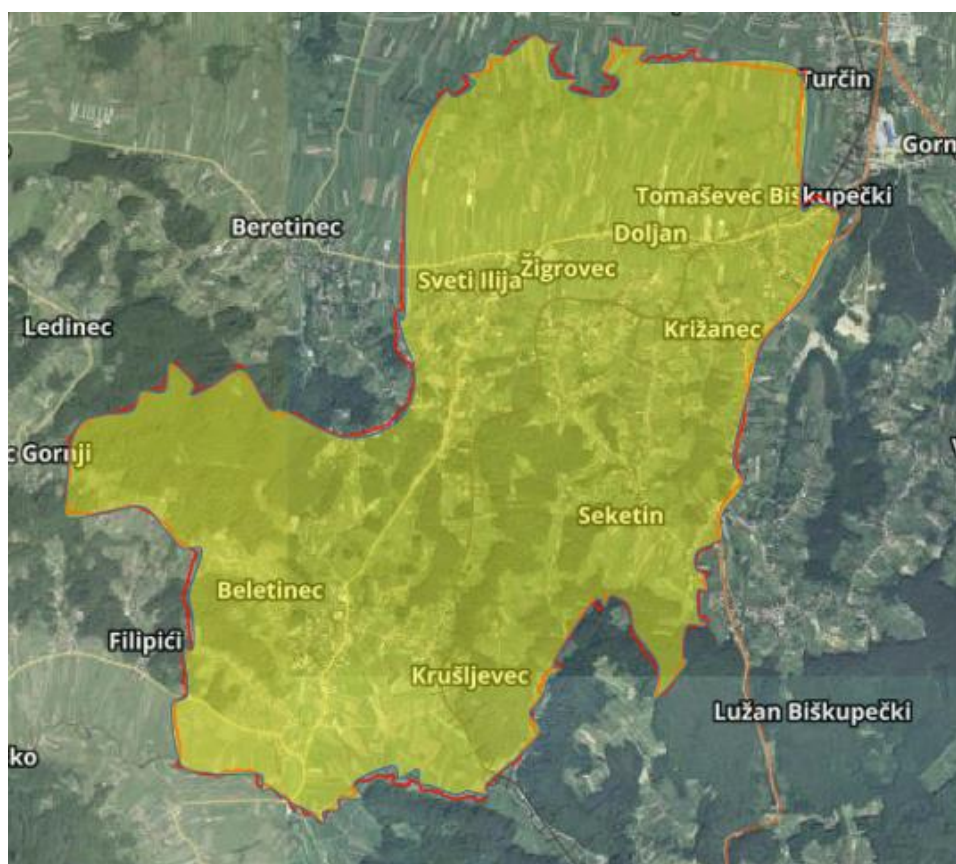 Turčin
Gorn
Tomaševec Biškupečki
Beretinec
Doljan
Žigrovec
Sveti Ilija
Ledinec
Križanec
c Gornji
Seketin
Beletinec
Filipići
Krušljevec
Lužan Biškupečki
ko